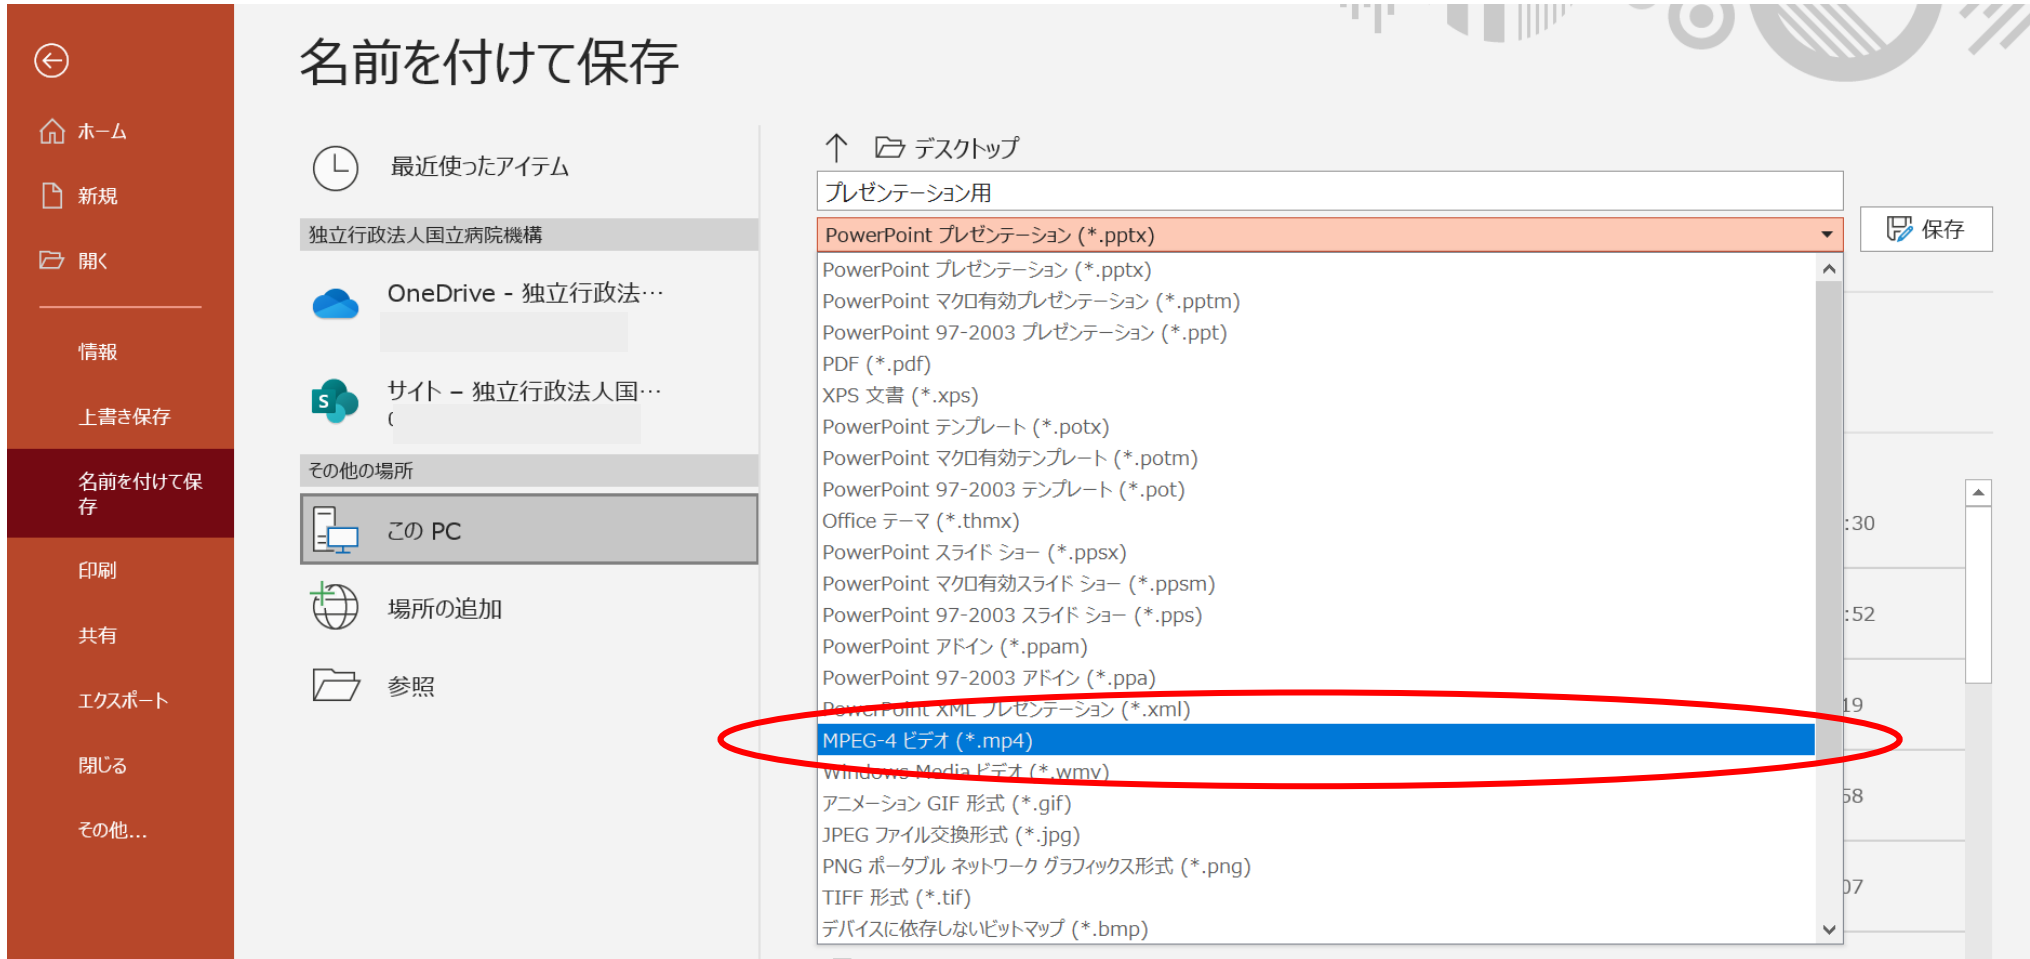 名前を付けて保存
ホーム
新規
開く
情報
上書き保存
名前を付けて保
存
印刷
共有
エクスポート
閉じる
その他...
最近使ったアイテム
独立行政法人国立病院機構
OneDrive - 独立行政法…
サイト – 独立行政法人国…
その他の場所
この PC
場所の追加
参照
デスクトップ
プレゼンテーション用
PowerPoint プレゼンテーション (*.pptx)
保存
PowerPoint プレゼンテーション (*.pptx)
PowerPoint マクロ有効プレゼンテーション (*.pptm)
PowerPoint 97-2003 プレゼンテーション (*.ppt)
PDF (*.pdf)
XPS 文書 (*.xps)
PowerPoint テンプレート (*.potx)
PowerPoint マクロ有効テンプレート (*.potm)
PowerPoint 97-2003 テンプレート (*.pot)
Office テーマ (*.thmx)
PowerPoint スライド ショー (*.ppsx)
PowerPoint マクロ有効スライド ショー (*.ppsm)
PowerPoint 97-2003 スライド ショー (*.pps)
PowerPoint アドイン (*.ppam)
PowerPoint 97-2003 アドイン (*.ppa)
PowerPoint XML プレゼンテーション (*.xml)
MPEG-4 ビデオ (*.mp4)
Windows Media ビデオ (*.wmv)
アニメーション GIF 形式 (*.gif)
JPEG ファイル交換形式 (*.jpg)
PNG ポータブル ネットワーク グラフィックス形式 (*.png)
TIFF 形式 (*.tif)
デバイスに依存しないビットマップ (*.bmp)
:30
:52
19
58
07